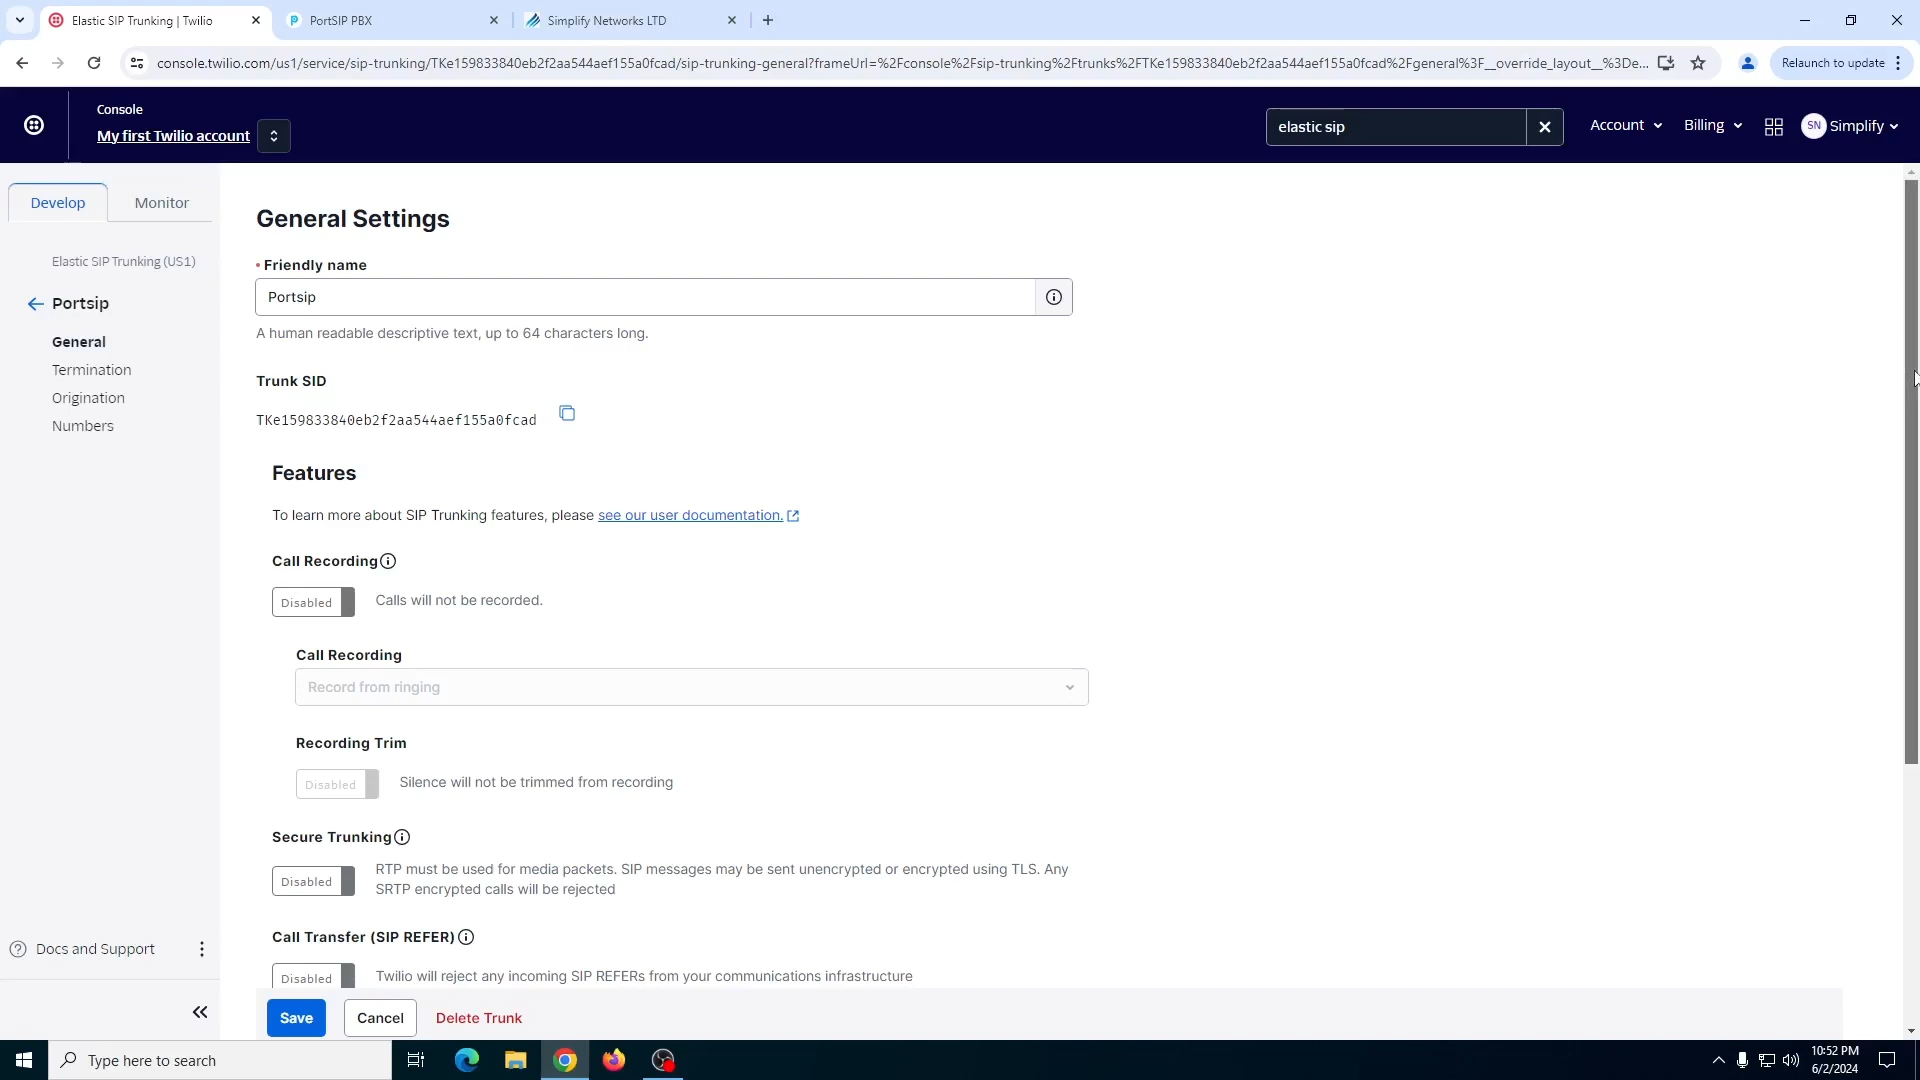 Elastic SIP Trunking | Twilio
PortSIP PBX
Simplify Networks LTD
console.twilio.com/us1/service/sip-trunking/TKe159833840eb2f2aa544aef155a0fcad/sip-trunking-general?frameUrl=%2Fconsole%2Fsip-trunking%2Ftrunks%2FTKe159833840eb2f2aa544aef155a0fcad%2Fgeneral%3F__override_layout__%3De...
Relaunch to update
Console
My first Twilio account
elastic sip
Account
Billing
SN
Simplify
Develop
Monitor
Elastic SIP Trunking (US1)
Portsip
General
Termination
Origination
Numbers
Docs and Support
General Settings
• Friendly name
Portsip
A human readable descriptive text, up to 64 characters long.
Trunk SID
TKe159833840eb2f2aa544aef155a0fcad
Features
To learn more about SIP Trunking features, please see our user documentation.
Call Recording
Disabled
Calls will not be recorded.
Call Recording
Record from ringing
Recording Trim
Disabled
Silence will not be trimmed from recording
Secure Trunking
Disabled
RTP must be used for media packets. SIP messages may be sent unencrypted or encrypted using TLS. Any
SRTP encrypted calls will be rejected
Call Transfer (SIP REFER)
Disabled
Twilio will reject any incoming SIP REFERs from your communications infrastructure
Save
Cancel
Delete Trunk
Type here to search
10:52 PM
6/2/2024